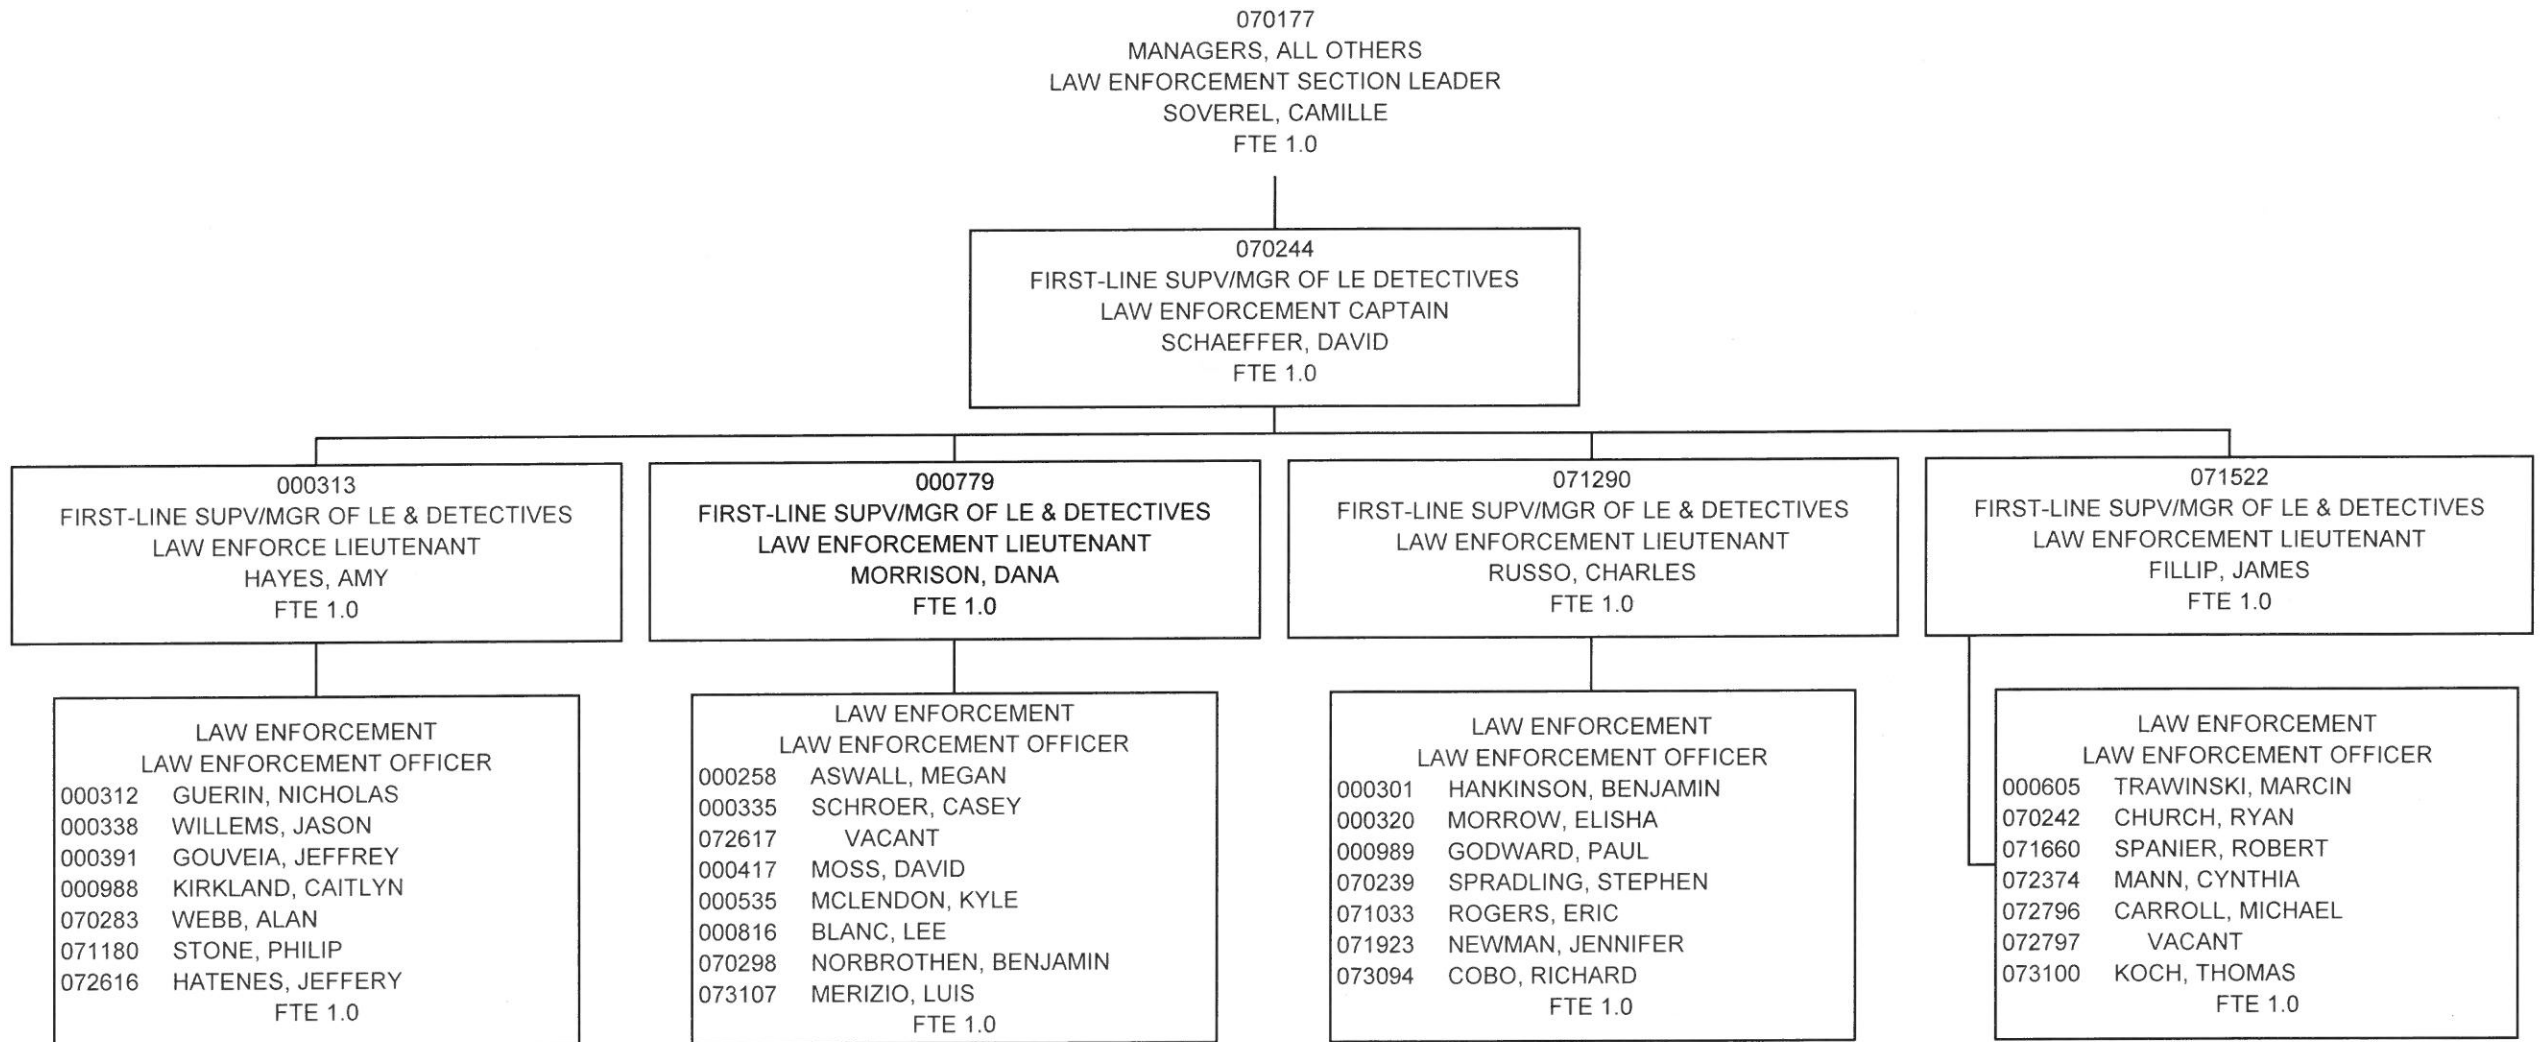 070177
MANAGERS, ALL OTHERS
LAW ENFORCEMENT SECTION LEADER
SOVEREL, CAMILLE
FTE 1.0
070244
FIRST-LINE SUPV/MGR OF LE DETECTIVES
LAW ENFORCEMENT CAPTAIN
SCHAEFFER, DAVID
FTE 1.0
000313
FIRST-LINE SUPV/MGR OF LE & DETECTIVES
LAW ENFORCE LIEUTENANT
HAYES, AMY
FTE 1.0
000779
FIRST-LINE SUPV/MGR OF LE & DETECTIVES
LAW ENFORCEMENT LIEUTENANT
MORRISON, DANA
FTE 1.0
071290
FIRST-LINE SUPV/MGR OF LE & DETECTIVES
LAW ENFORCEMENT LIEUTENANT
RUSSO, CHARLES
FTE 1.0
071522
FIRST-LINE SUPV/MGR OF LE & DETECTIVES
LAW ENFORCEMENT LIEUTENANT
FILLIP, JAMES
FTE 1.0
LAW ENFORCEMENT
LAW ENFORCEMENT OFFICER
000312 GUERIN, NICHOLAS
000338 WILLEMS, JASON
000391 GOUVEIA, JEFFREY
000988 KIRKLAND, CAITLYN
070283 WEBB, ALAN
071180 STONE, PHILIP
072616 HATENES, JEFFERY
FTE 1.0
LAW ENFORCEMENT
LAW ENFORCEMENT OFFICER
000258 ASWALL, MEGAN
000335 SCHROER, CASEY
072617 VACANT
000417 MOSS, DAVID
000535 MCLENDON, KYLE
000816 BLANC, LEE
070298 NORBROTHEN, BENJAMIN
073107 MERIZIO, LUIS
FTE 1.0
LAW ENFORCEMENT
LAW ENFORCEMENT OFFICER
000301 HANKINSON, BENJAMIN
000320 MORROW, ELISHA
000989 GODWARD, PAUL
070239 SPRADLING, STEPHEN
071033 ROGERS, ERIC
071923 NEWMAN, JENNIFER
073094 COBO, RICHARD
FTE 1.0
LAW ENFORCEMENT
LAW ENFORCEMENT OFFICER
000605 TRAWINSKI, MARCIN
070242 CHURCH, RYAN
071660 SPANIER, ROBERT
072374 MANN, CYNTHIA
072796 CARROLL, MICHAEL
072797 VACANT
073100 KOCH, THOMAS
FTE 1.0